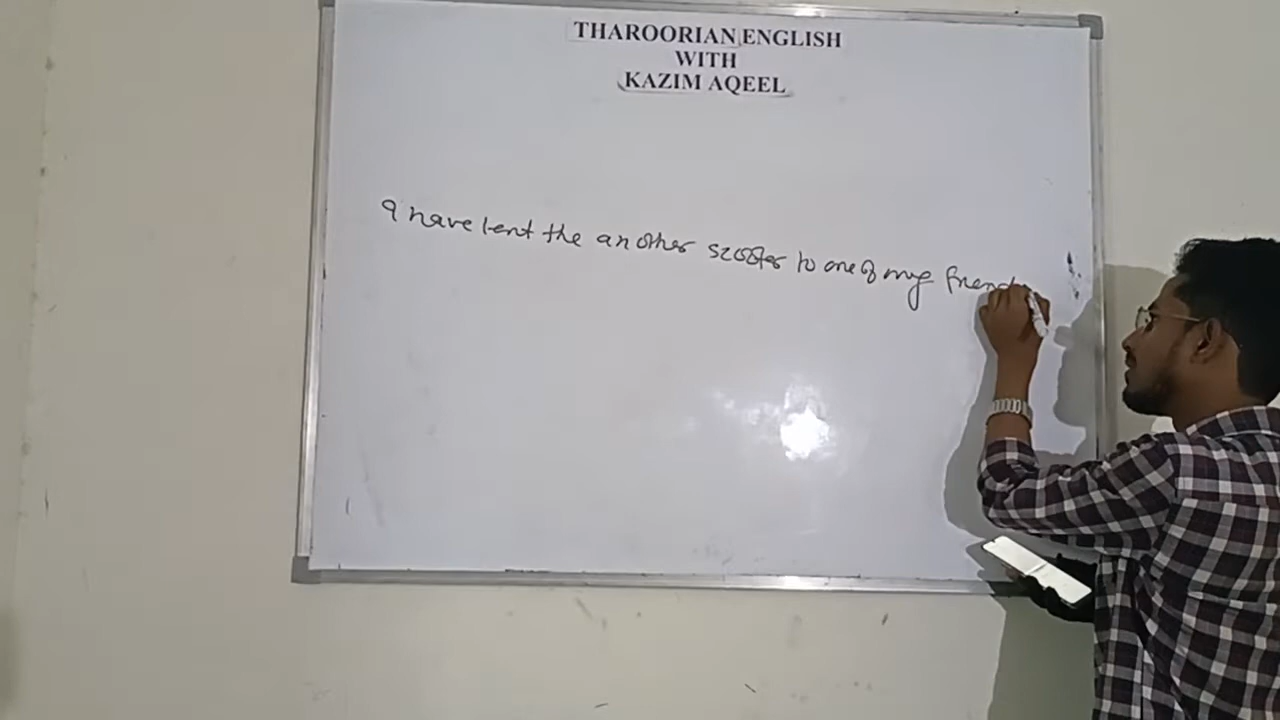 THAROORIAN ENGLISH
WITH
KAZIM AQEEL
I have lent the another scooter to one of my friend